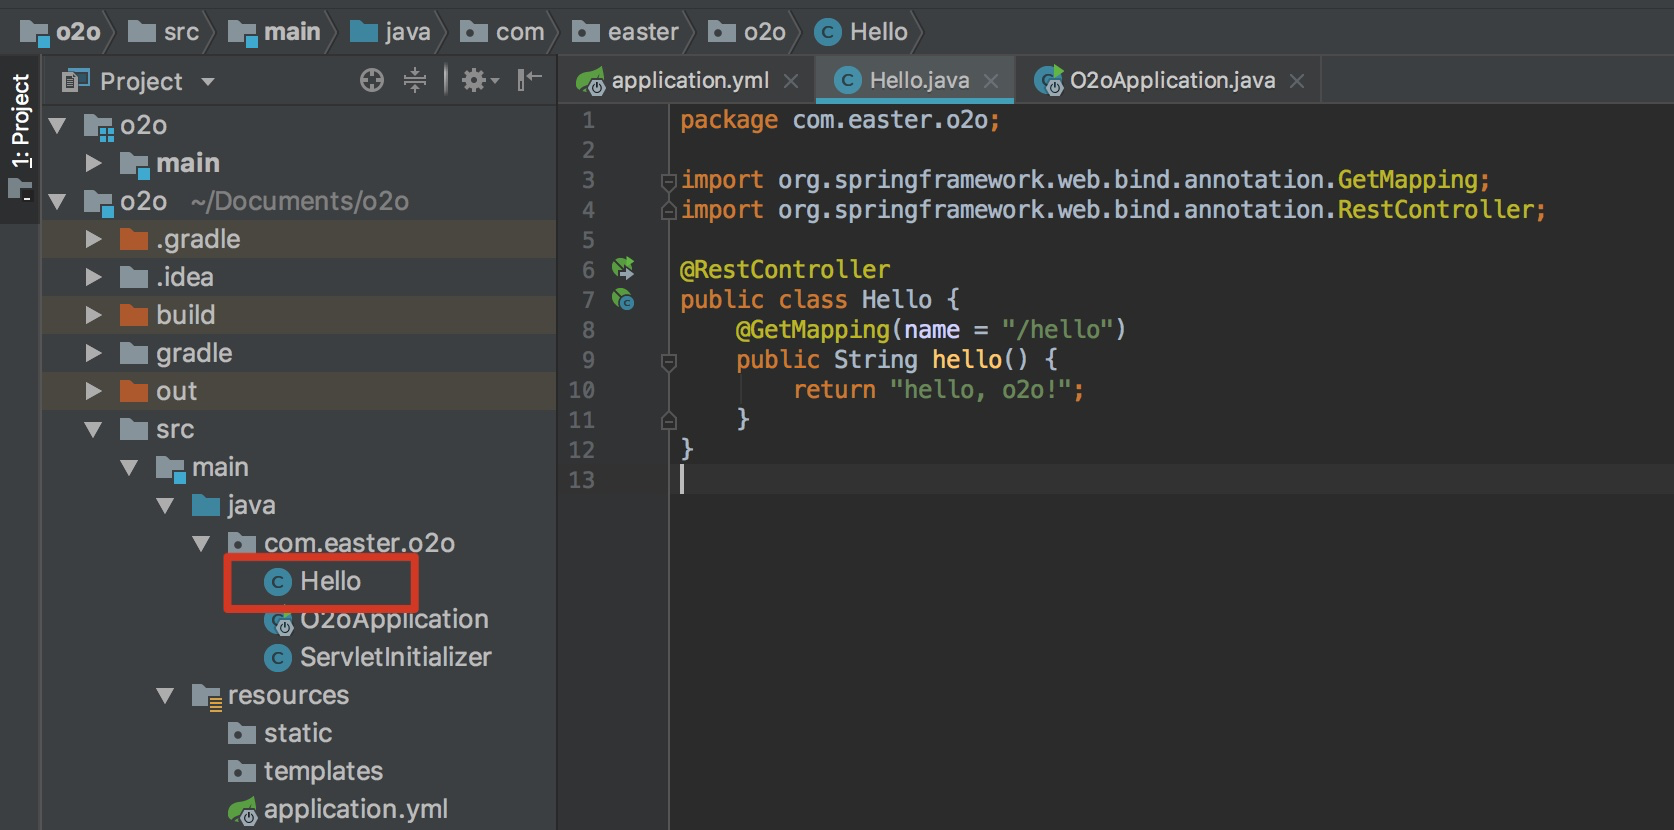 o2o src main java com easter o2o Hello
1: Project
Project
application.yml Hello.java O2oApplication.java
o2o
main
o2o ~/Documents/o2o
.gradle
.idea
build
gradle
out
src
main
java
com.easter.o2o
Hello
O2oApplication
ServletInitializer
resources
static
templates
application.yml
1 package com.easter.o2o;
2
3 import org.springframework.web.bind.annotation.GetMapping;
4 import org.springframework.web.bind.annotation.RestController;
5
6 @RestController
7 public class Hello {
8 @GetMapping(name = "/hello")
9 public String hello() {
10 return "hello, o2o!";
11 }
12 }
13